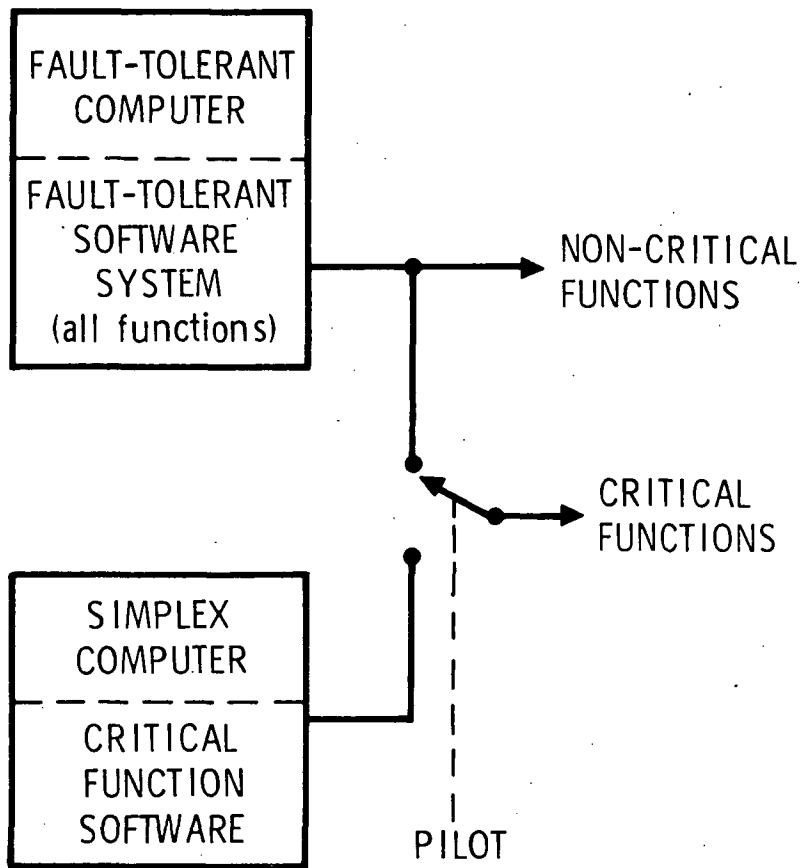 FAULT-TOLERANT
COMPUTER
FAULT-TOLERANT
SOFTWARE
SYSTEM
(all functions)
NON-CRITICAL
FUNCTIONS
CRITICAL
FUNCTIONS
SIMPLEX
COMPUTER
CRITICAL
FUNCTION
SOFTWARE
PILOT